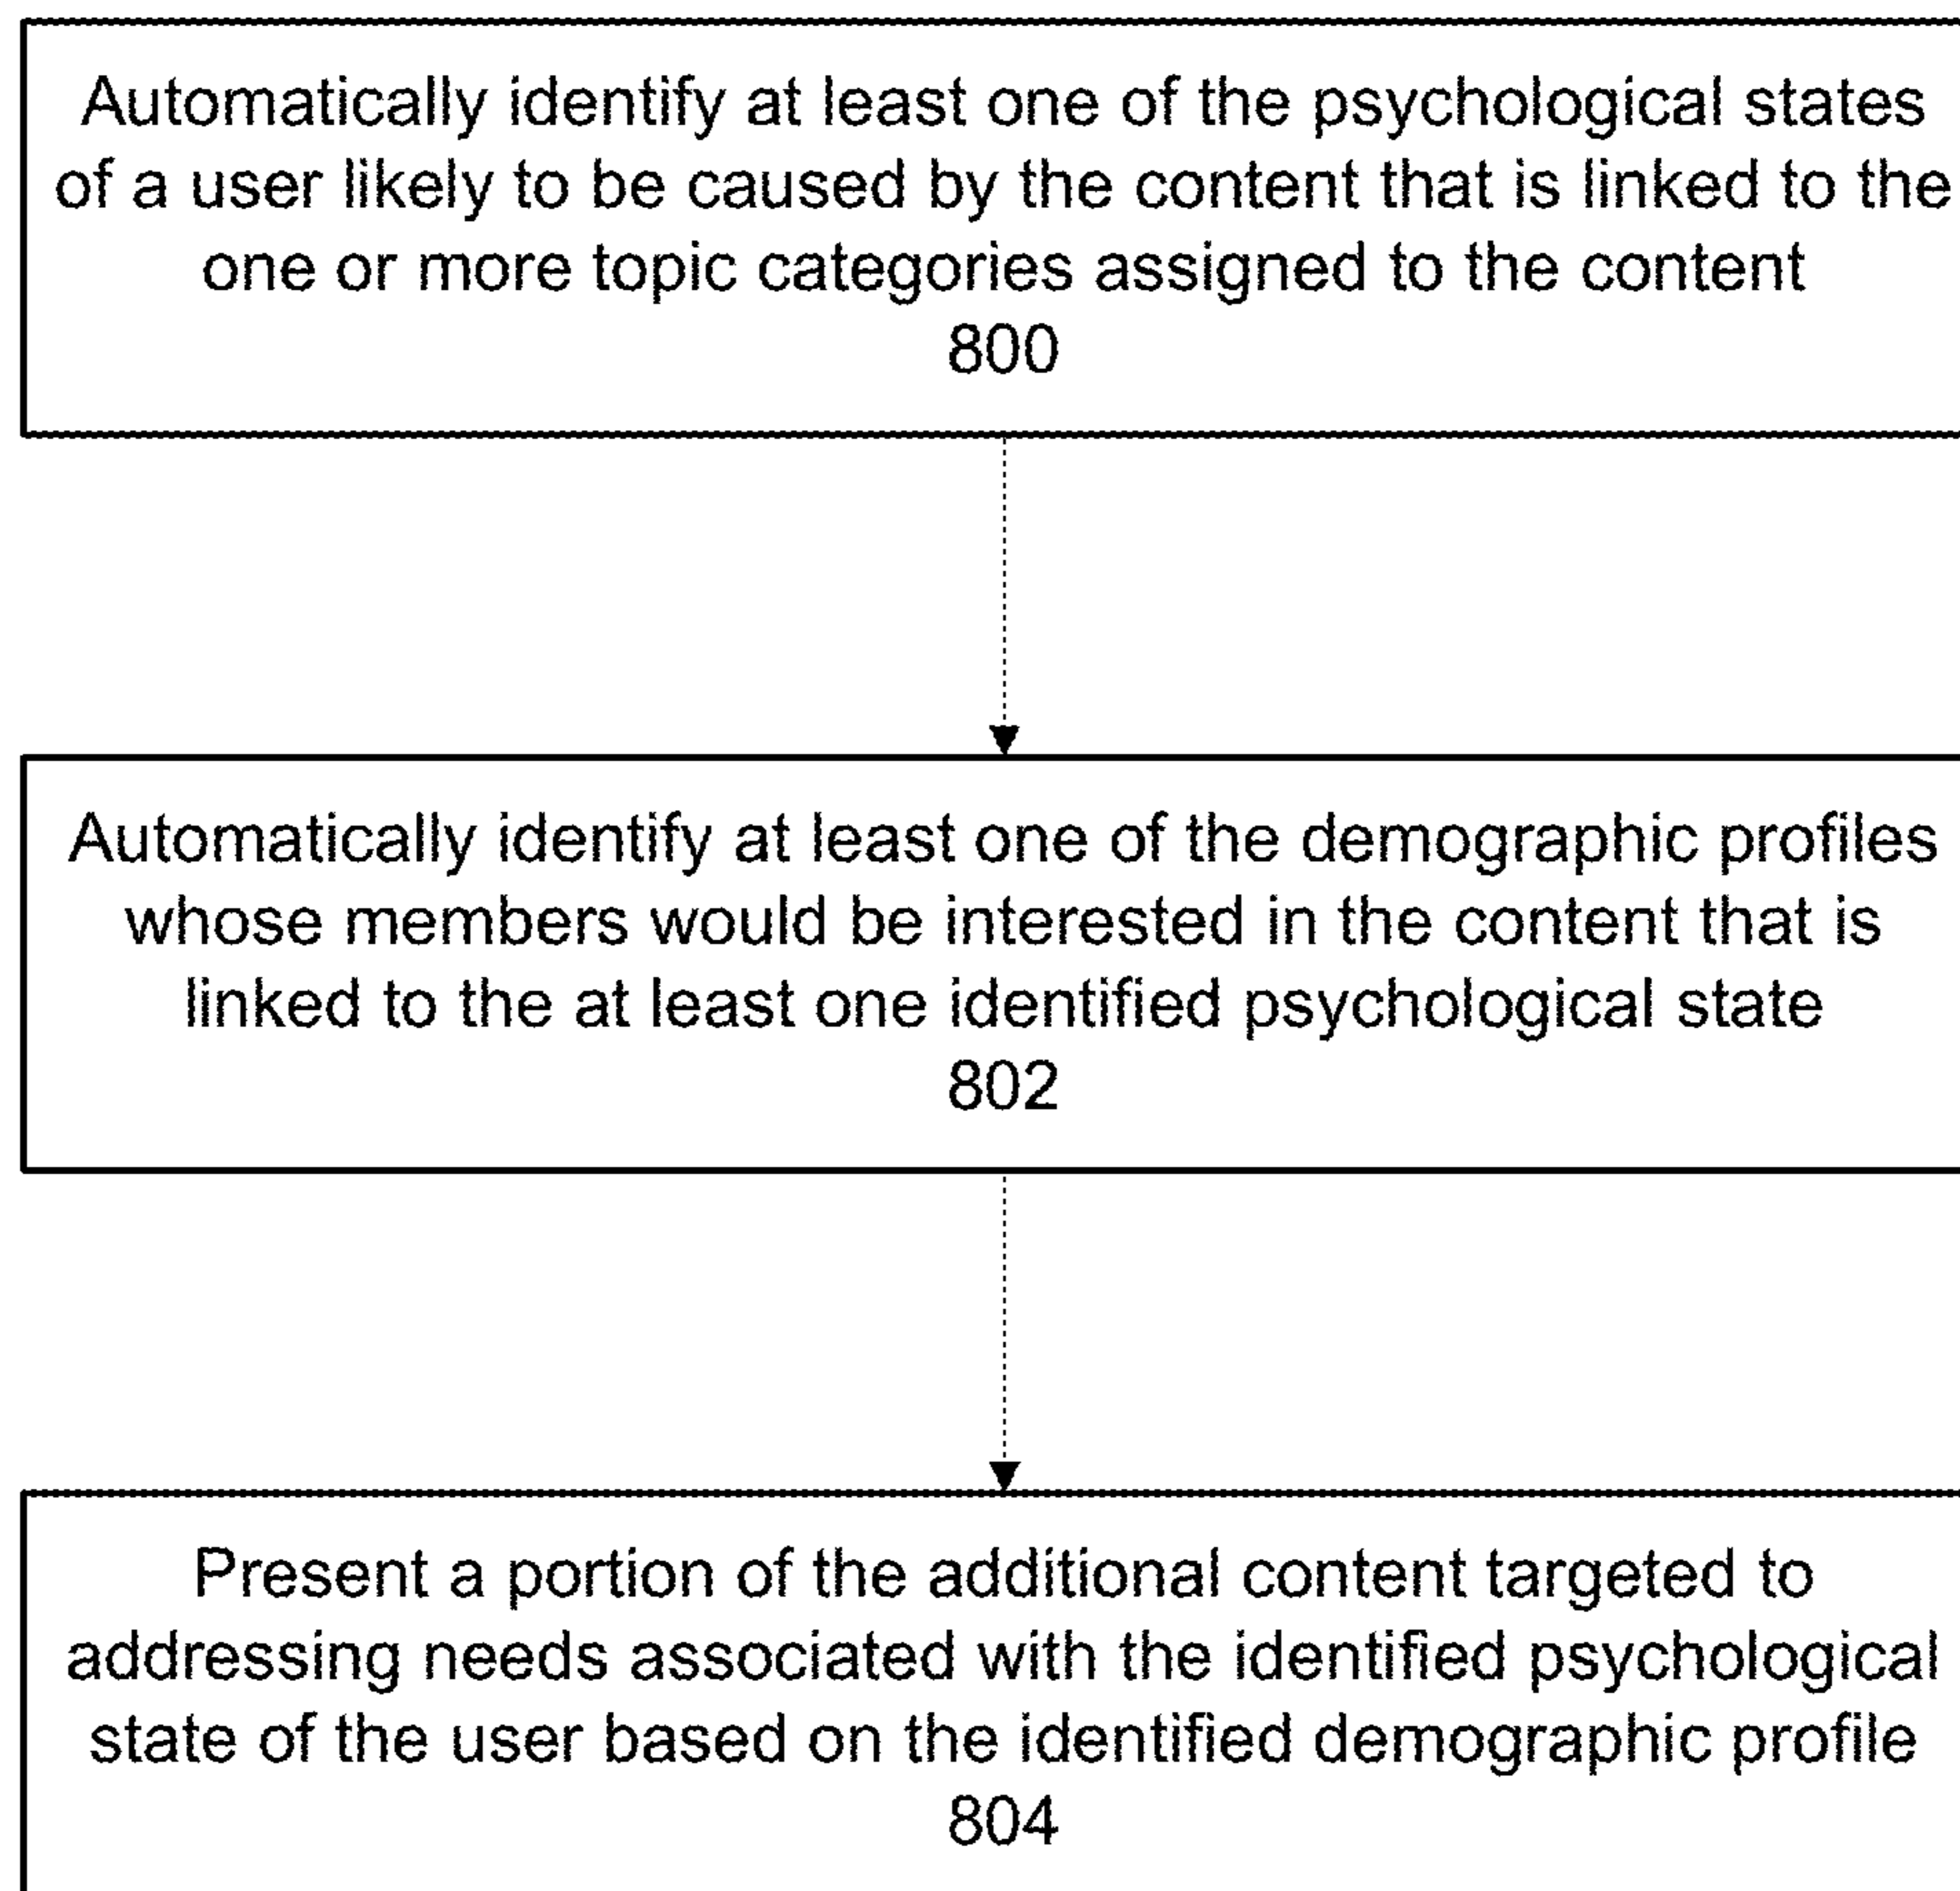 Automatically identify at least one of the psychological states
of a user likely to be caused by the content that is linked to the
one or more topic categories assigned to the content
800
Automatically identify at least one of the demographic profiles
whose members would be interested in the content that is
linked to the at least one identified psychological state
802
Present a portion of the additional content targeted to
addressing needs associated with the identified psychological
state of the user based on the identified demographic profile
804